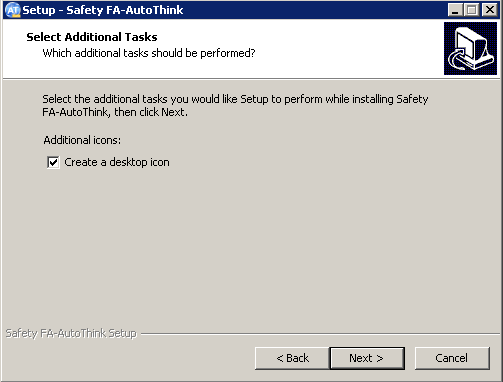 AT Setup - Safety FA-AutoThink
Select Additional Tasks
Which additional tasks should be performed?
Select the additional tasks you would like Setup to perform while installing Safety
FA-AutoThink, then click Next.
Additional icons:
Create a desktop icon
Safety FA-AutoThink Setup
< Back Next > Cancel